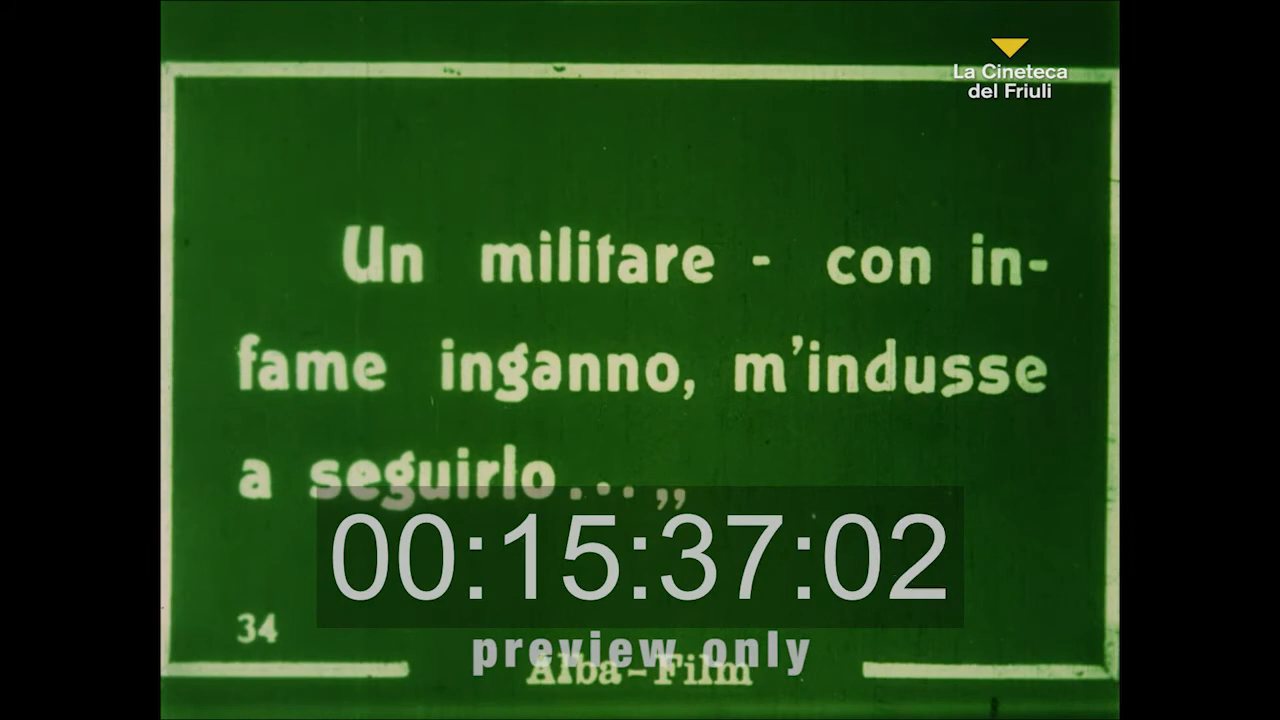 La Cineteca
del Friuli
Un militare - con in-
fame inganno, m'indusse
a seguirlo...„
00:15:37:02
34
preview only
Alba-Film